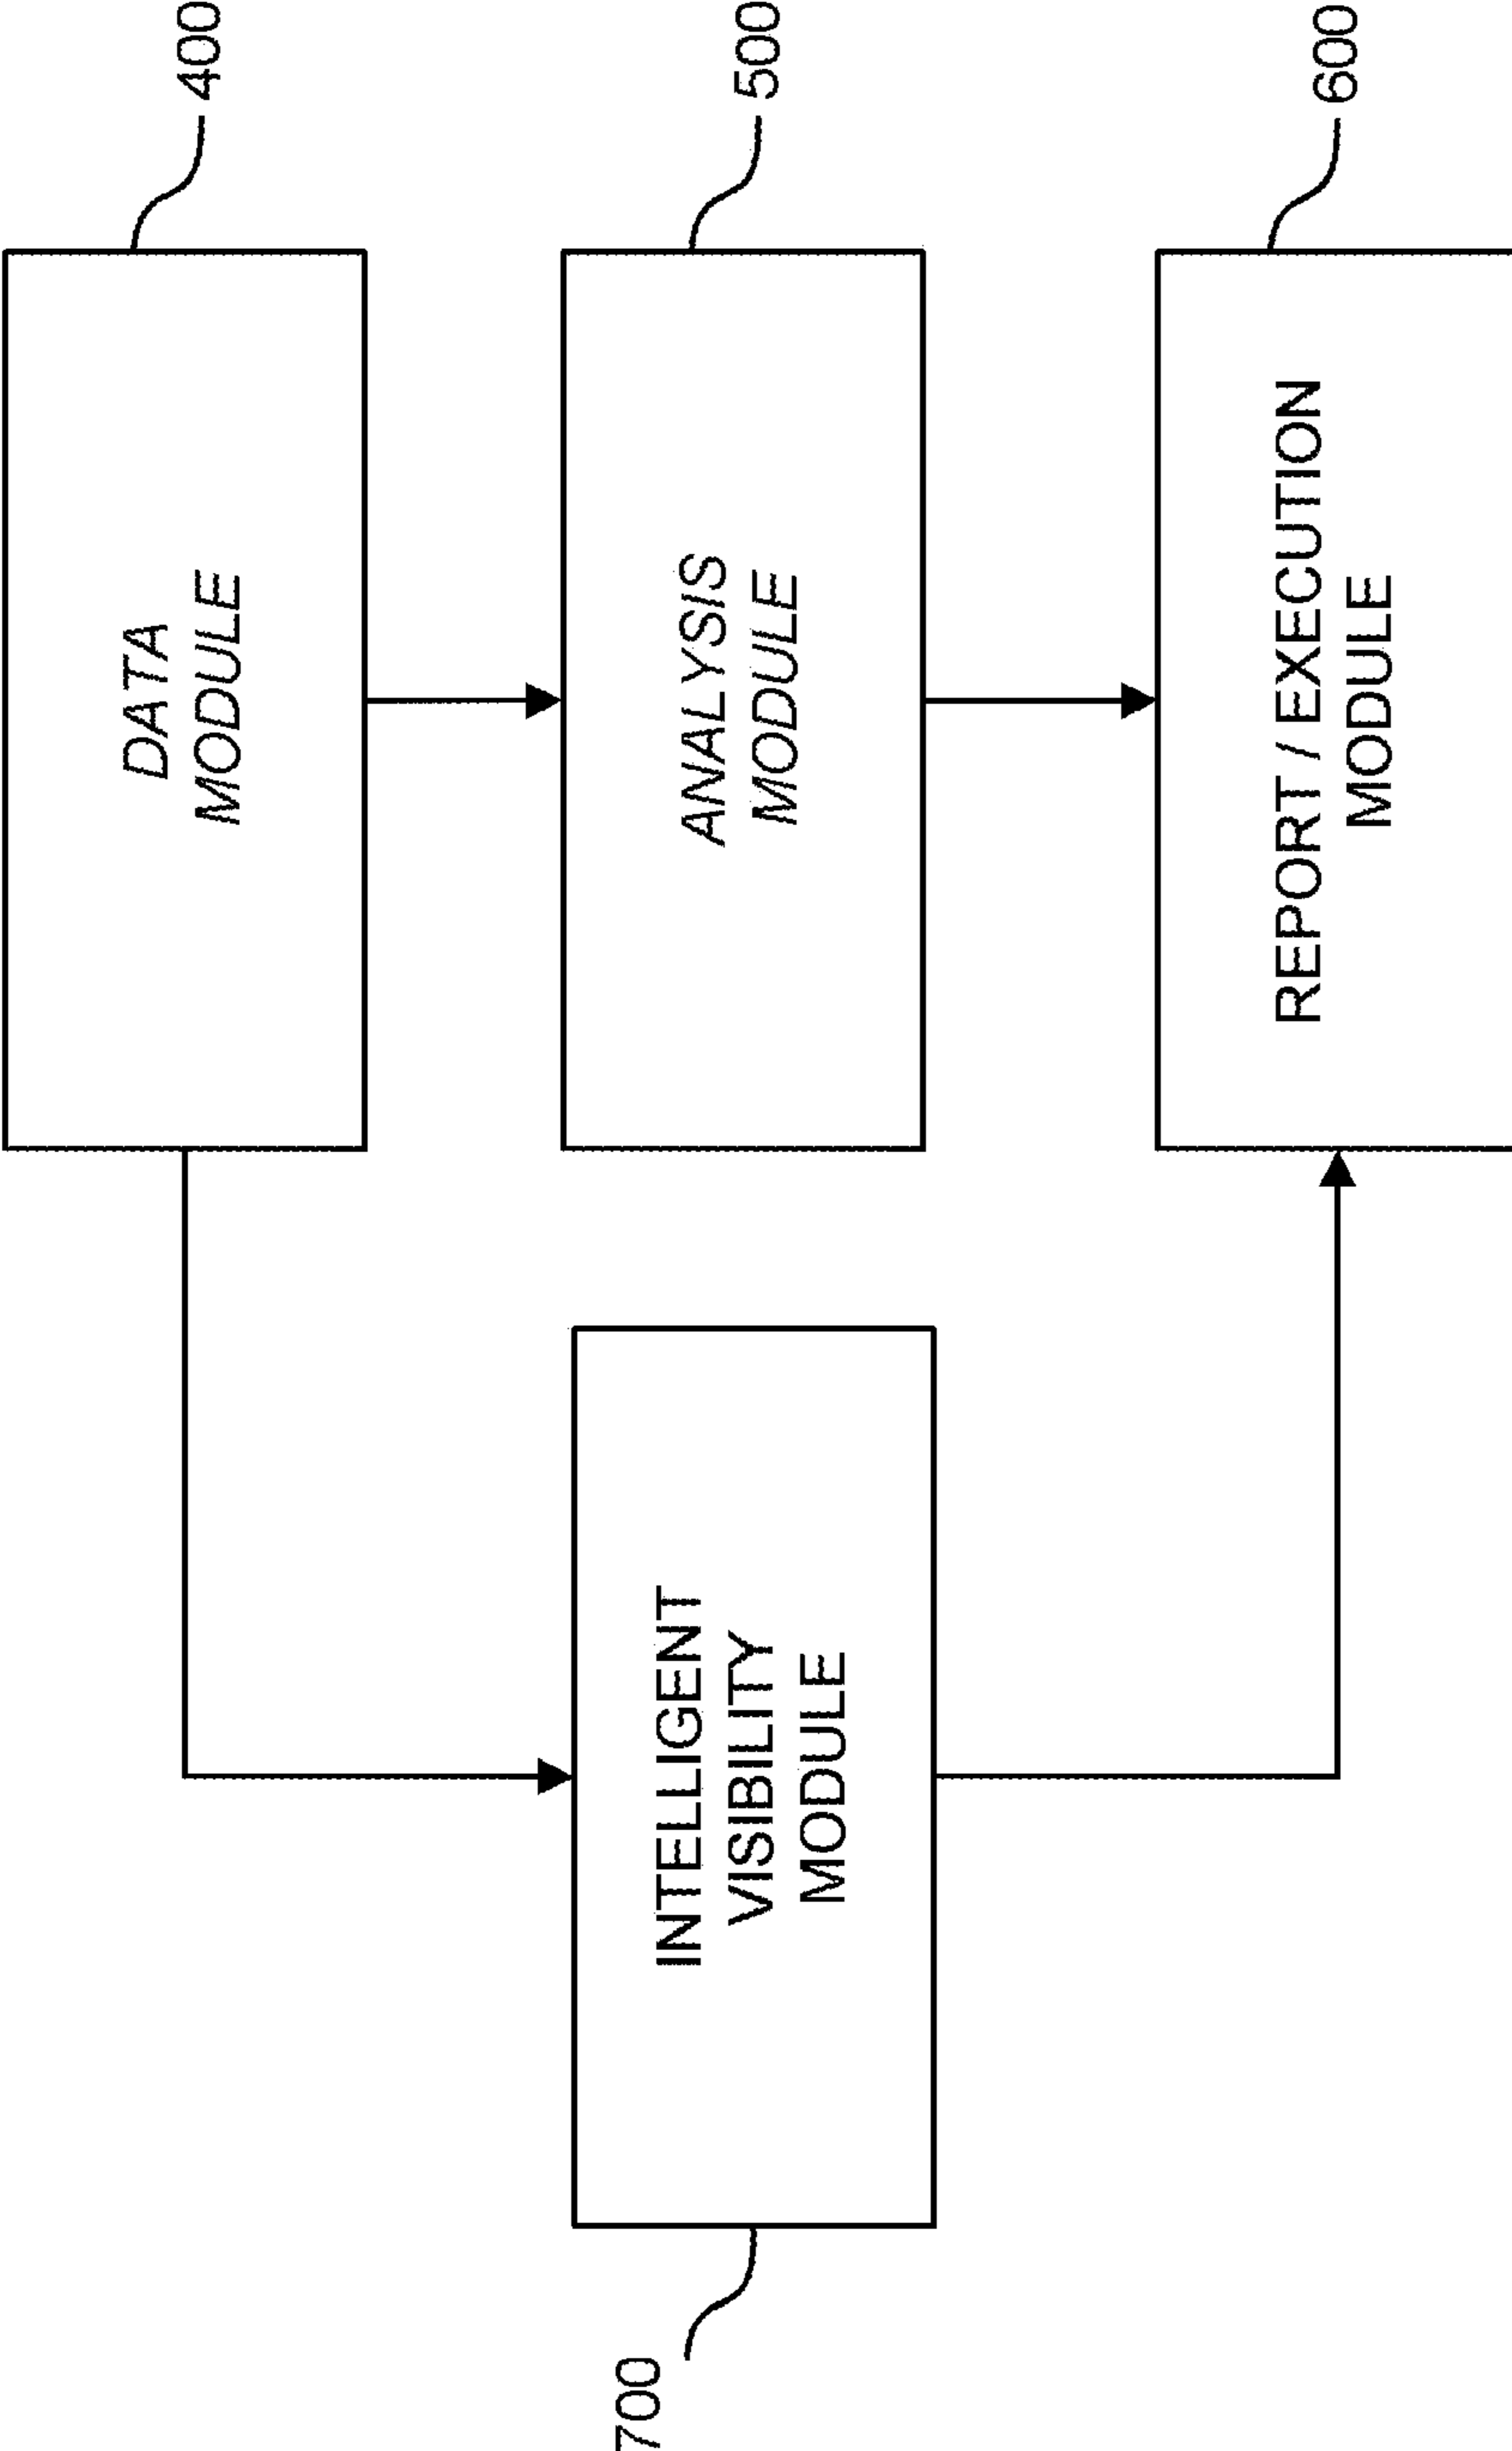 DATA
MODULE
400
ANALYSIS
MODULE
500
INTELLIGENT
VISIBILITY
MODULE
700
REPORT / EXECUTION
MODULE
600